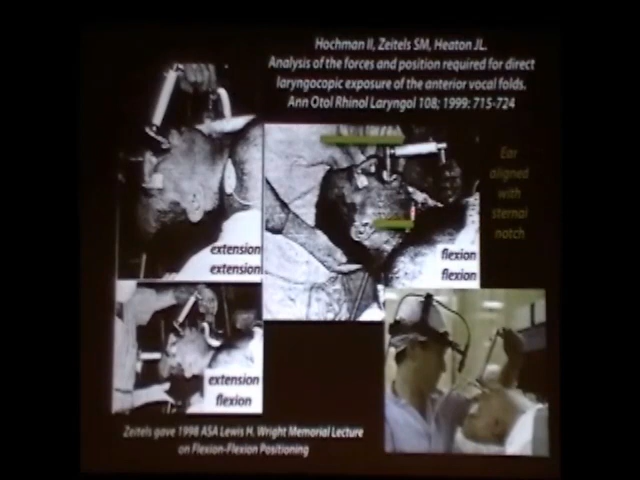 Hochman II, Zeitels SM, Heaton JL.
Analysis of the forces and position required for direct
laryngocopic exposure of the anterior vocal folds.
Ann Otol Rhinol Laryngol 108; 1999: 715-724
Ear
aligned
with
sternal
notch
extension
extension
flexion
flexion
extension
flexion
Zeitels gave 1998 ASA Lewis H. Wright Memorial Lecture
on Flexion-Flexion Positioning